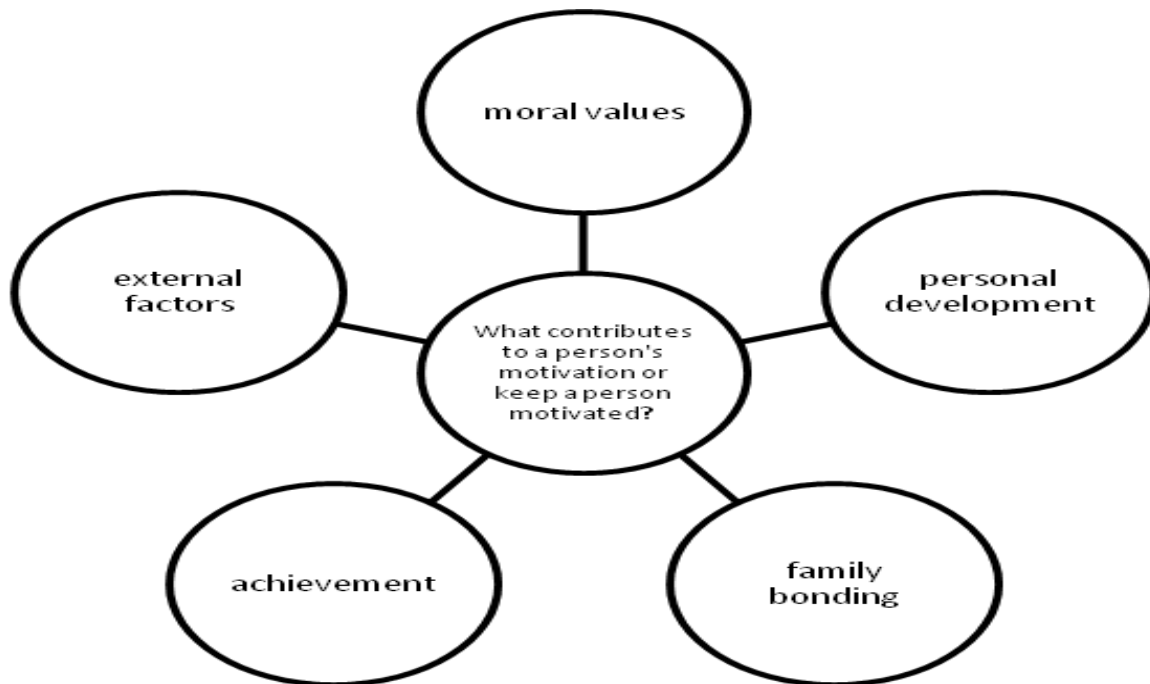 moral values
external
factors
personal
development
What contributes
to a person's
motivation or
keep a person
motivated?
achievement
family
bonding